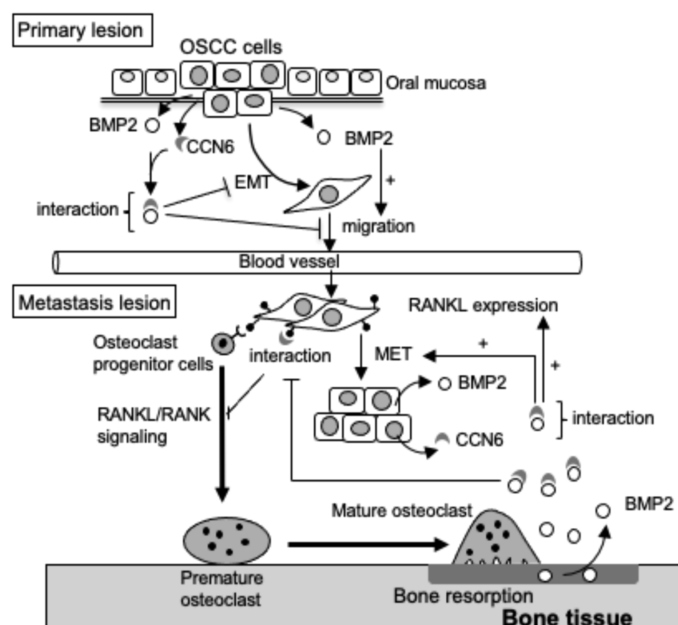 Primary lesion
OSCC cells
Oral mucosa
BMP2
CCN6
BMP2
EMT
+
interaction
migration
Blood vessel
Metastasis lesion
RANKL expression
Osteoclast
progenitor cells
interaction
MET
+
+
BMP2
interaction
RANKL/RANK
signaling
CCN6
Mature osteoclast
BMP2
Premature
osteoclast
Bone resorption
Bone tissue